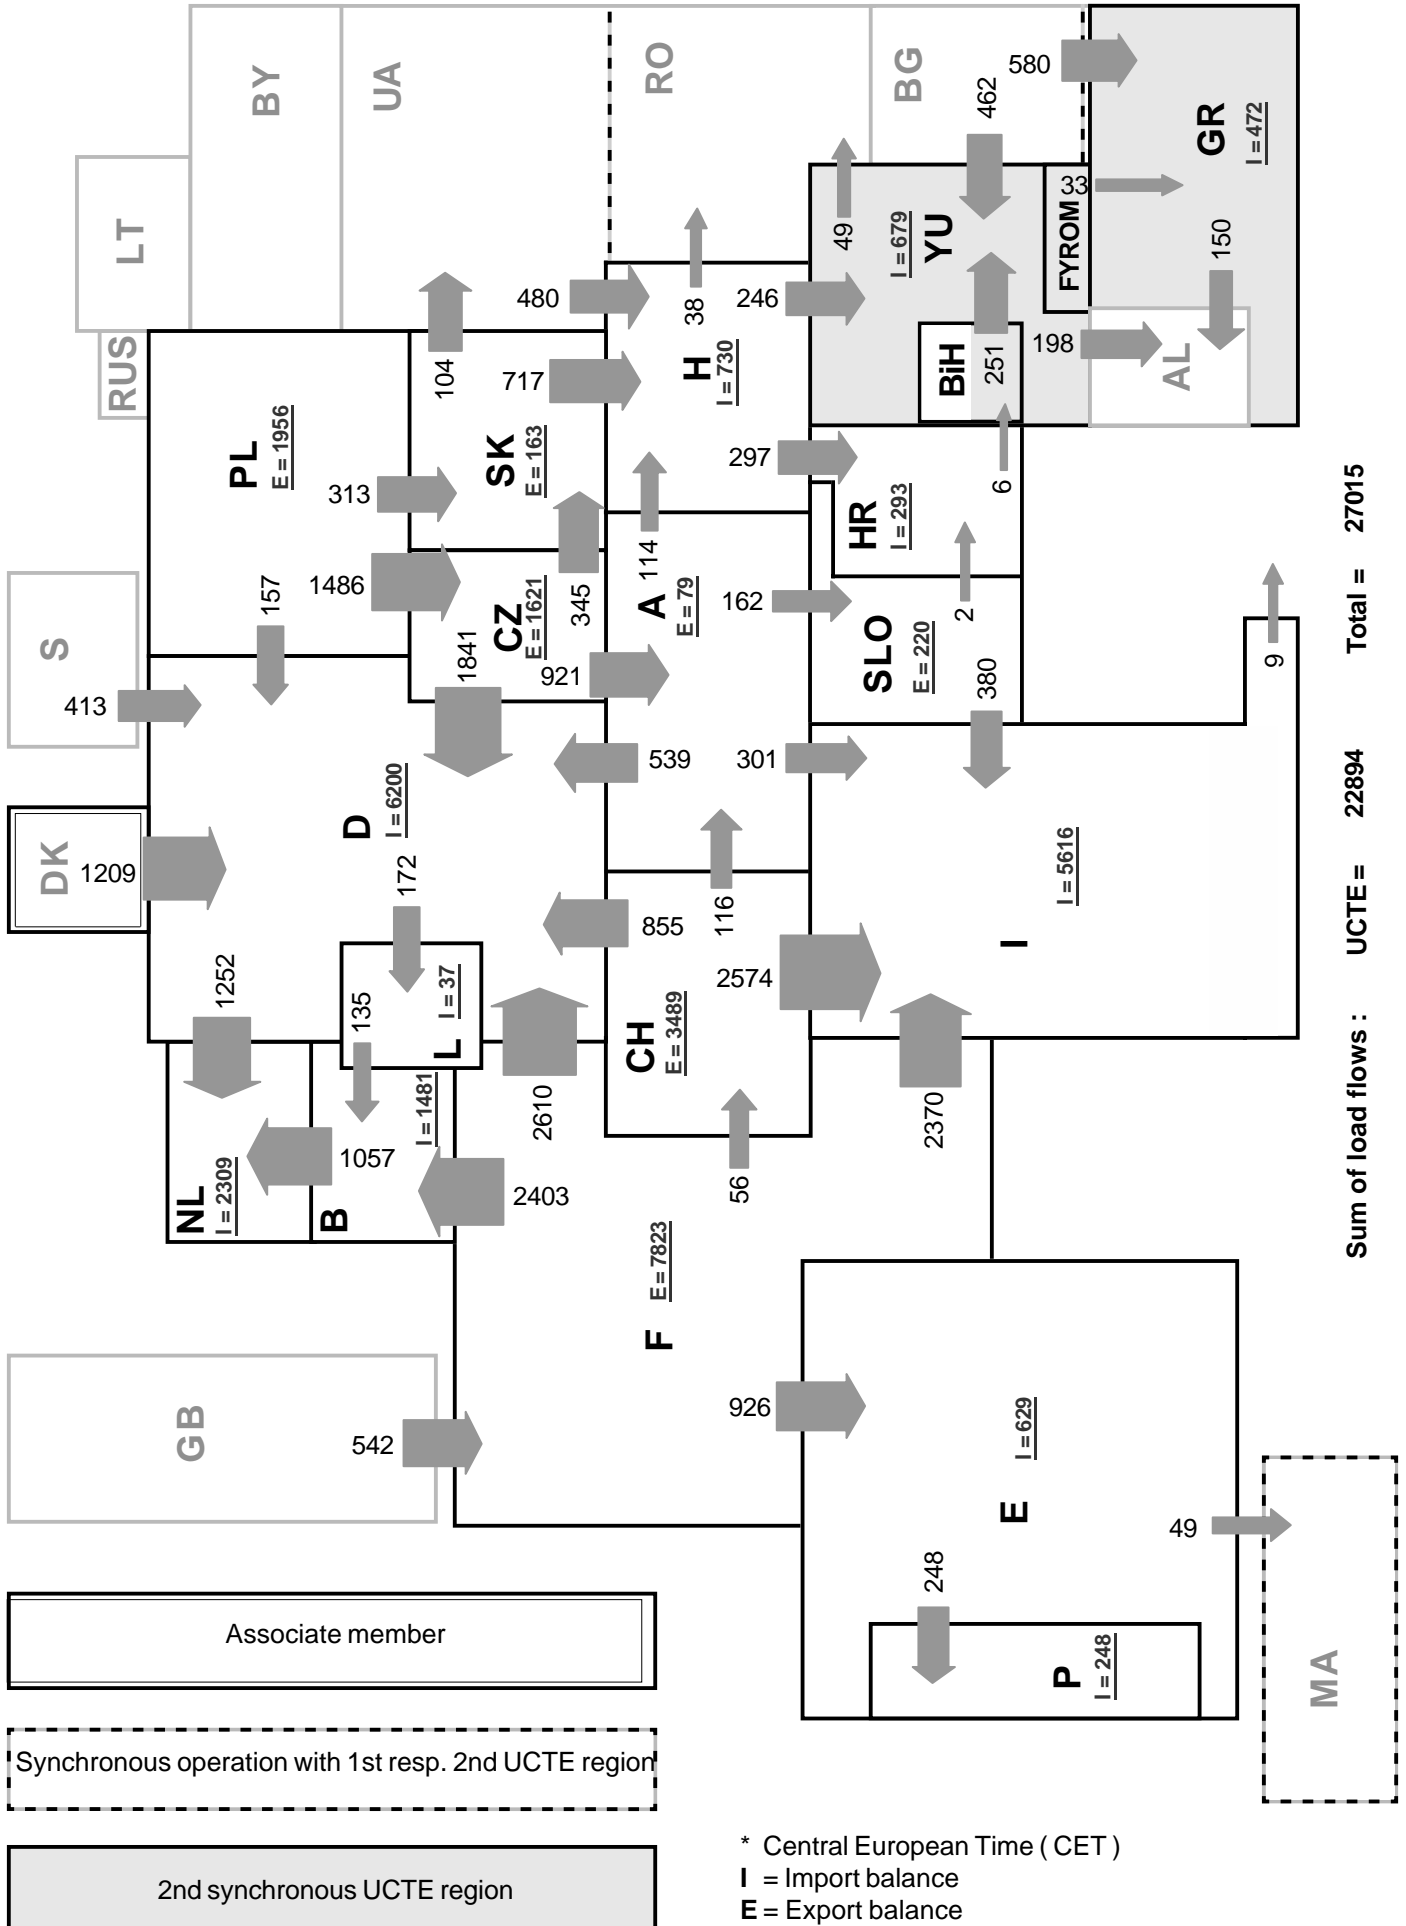 BY
UA
RO
BG
580
462
GR
I = 472
LT
RUS
49
I = 679
YU
33
FYROM
150
104
480
38
246
PL
E = 1956
717
H
I = 730
BiH
251
198
AL
SK
E = 163
313
297
6
HR
I = 293
S
413
157
1486
CZ
E = 1621
345
114
A
E = 79
162
2
SLO
E = 220
1841
921
380
9
539
301
D
I = 6200
DK
1209
172
855
116
2574
I
I = 5616
1252
135
L
I = 37
CH
E = 3489
NL
I = 2309
1057
B
I = 1481
2403
2610
56
2370
F
E = 7823
GB
542
926
E
I = 629
49
248
P
I = 248
MA
Sum of load flows : UCTE = 22894 Total = 27015
Associate member
Synchronous operation with 1st resp. 2nd UCTE region
2nd synchronous UCTE region
* Central European Time ( CET )
I = Import balance
E = Export balance